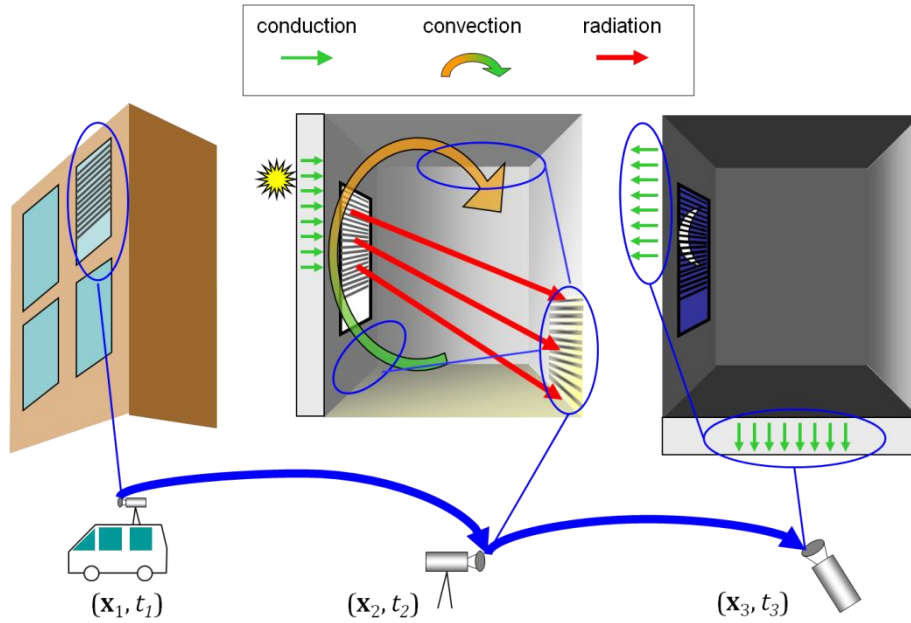 conduction convection radiation
(x₁, t₁) (x₂, t₂) (x₃, t₃)